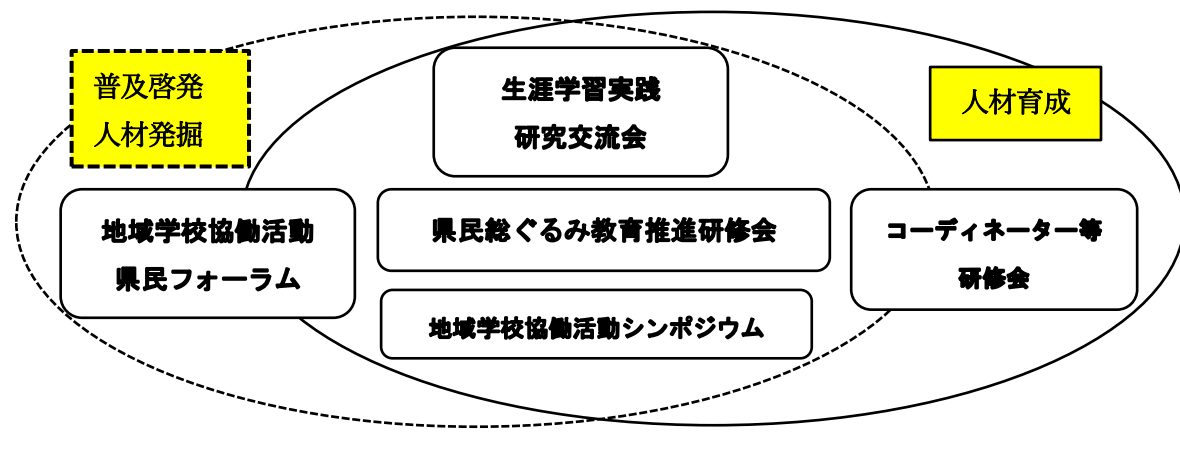 普及啓発
人材発掘
生涯学習実践
研究交流会
人材育成
地域学校協働活動
県民フォーラム
県民総ぐるみ教育推進研修会
コーディネーター等
研修会
地域学校協働活動シンポジウム